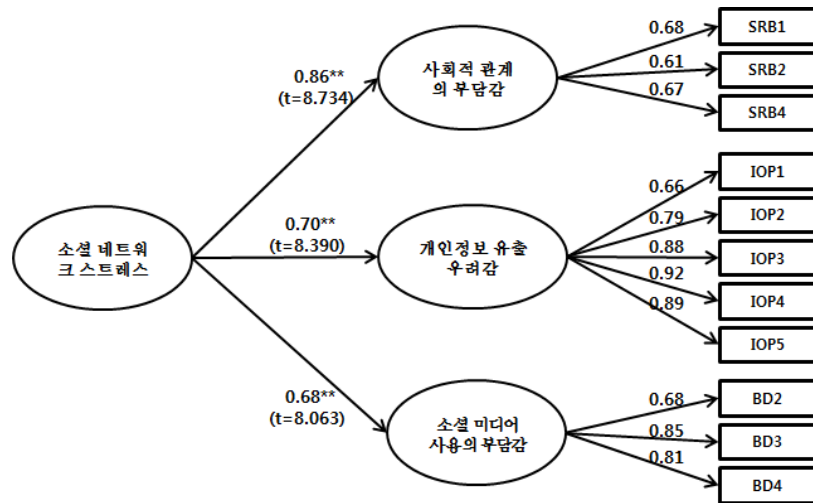 0.86**
(t=8.734)
사회적 관계
의 부담감
0.68
0.61
0.67
SRB1
SRB2
SRB4
소셜 네트워
크 스트레스
0.70**
(t=8.390)
개인정보 유출
우려감
0.66
0.79
0.88
0.92
0.89
IOP1
IOP2
IOP3
IOP4
IOP5
0.68**
(t=8.063)
소셜 미디어
사용의 부담감
0.68
0.85
0.81
BD2
BD3
BD4